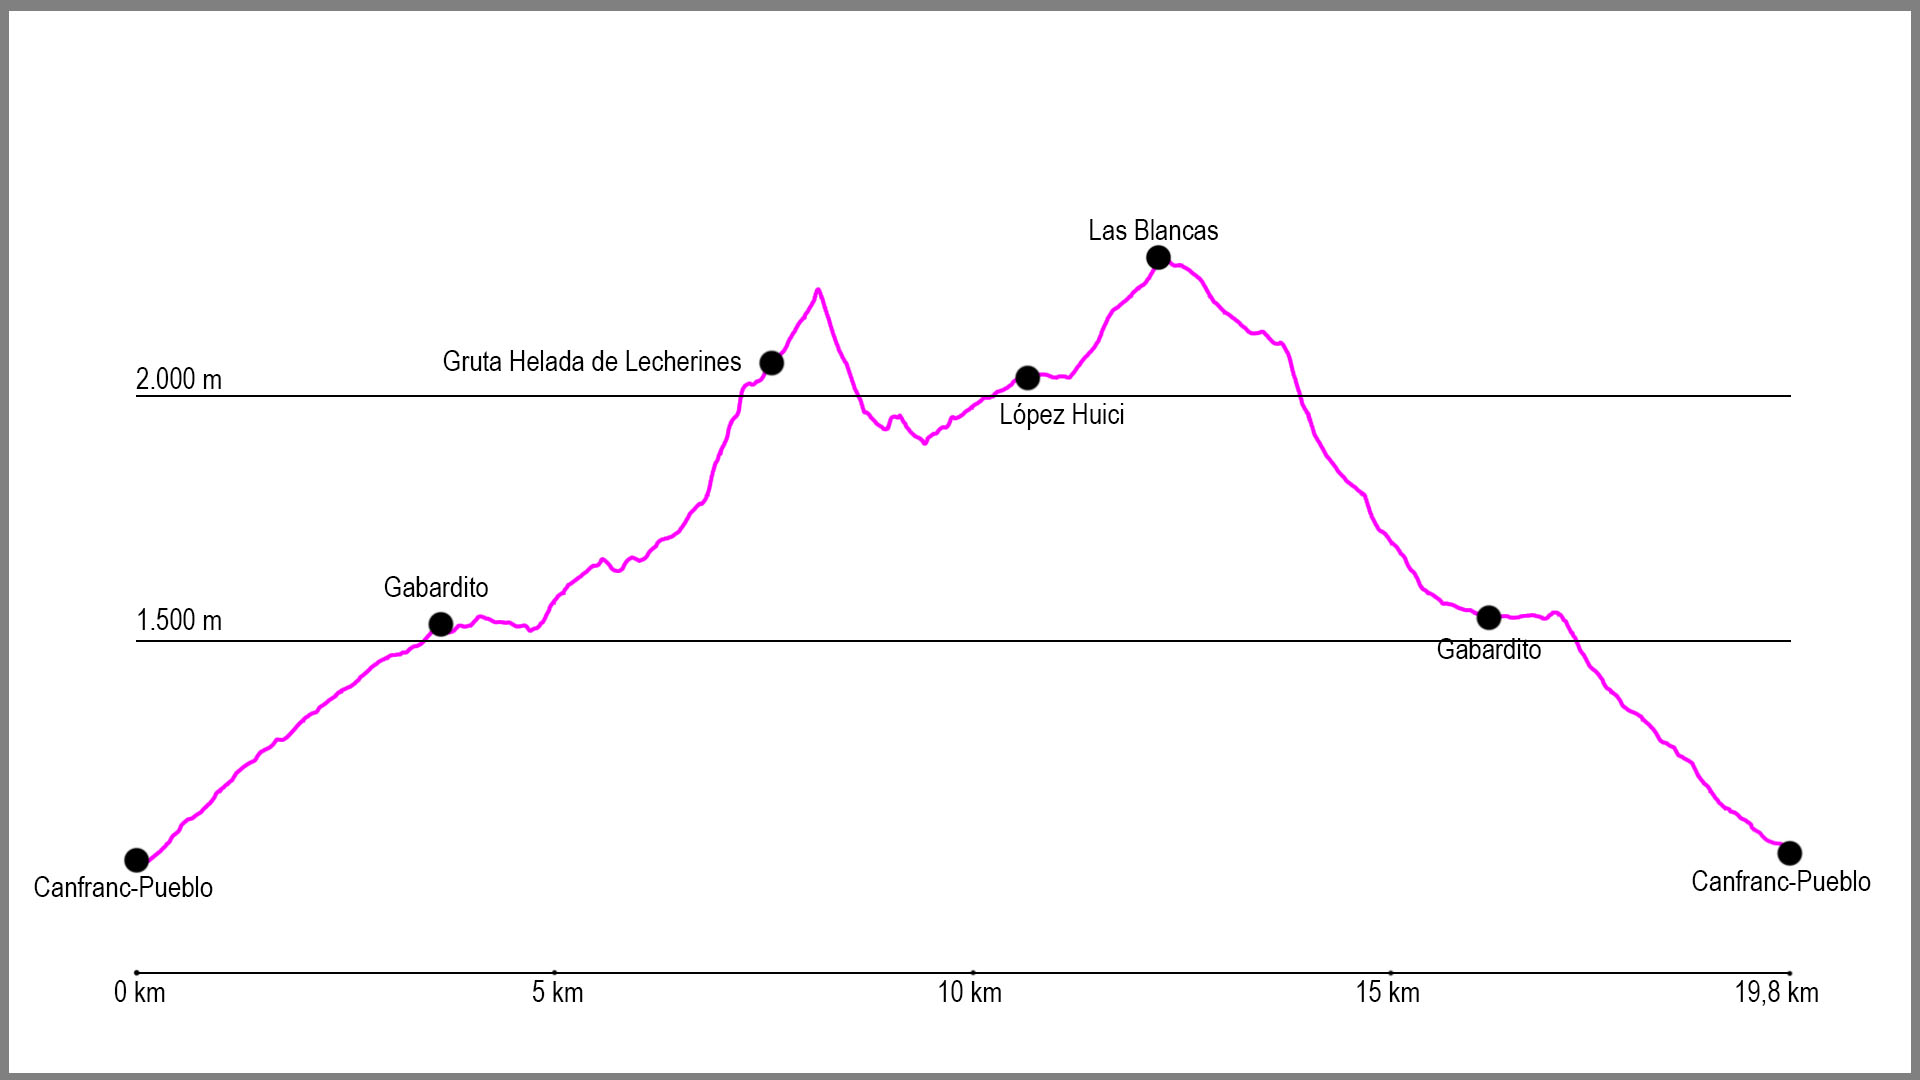 Las Blancas
Gruta Helada de Lecherines
2.000 m
López Huici
Gabardito
1.500 m
Gabardito
Canfranc-Pueblo
Canfranc-Pueblo
0 km
5 km
10 km
15 km
19,8 km